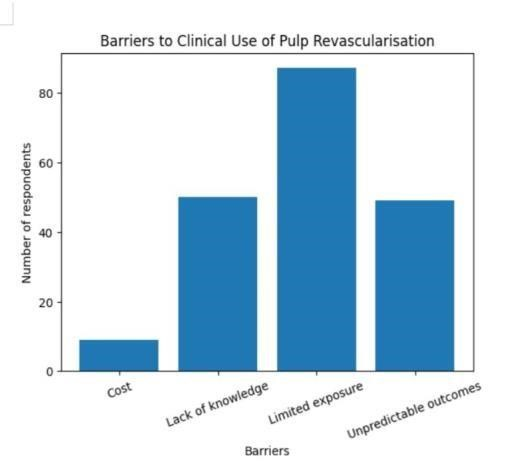 Barriers to Clinical Use of Pulp Revascularisation
Number of respondents
80
60
40
20
0
Cost
Lack of knowledge
Limited exposure
Unpredictable outcomes
Barriers